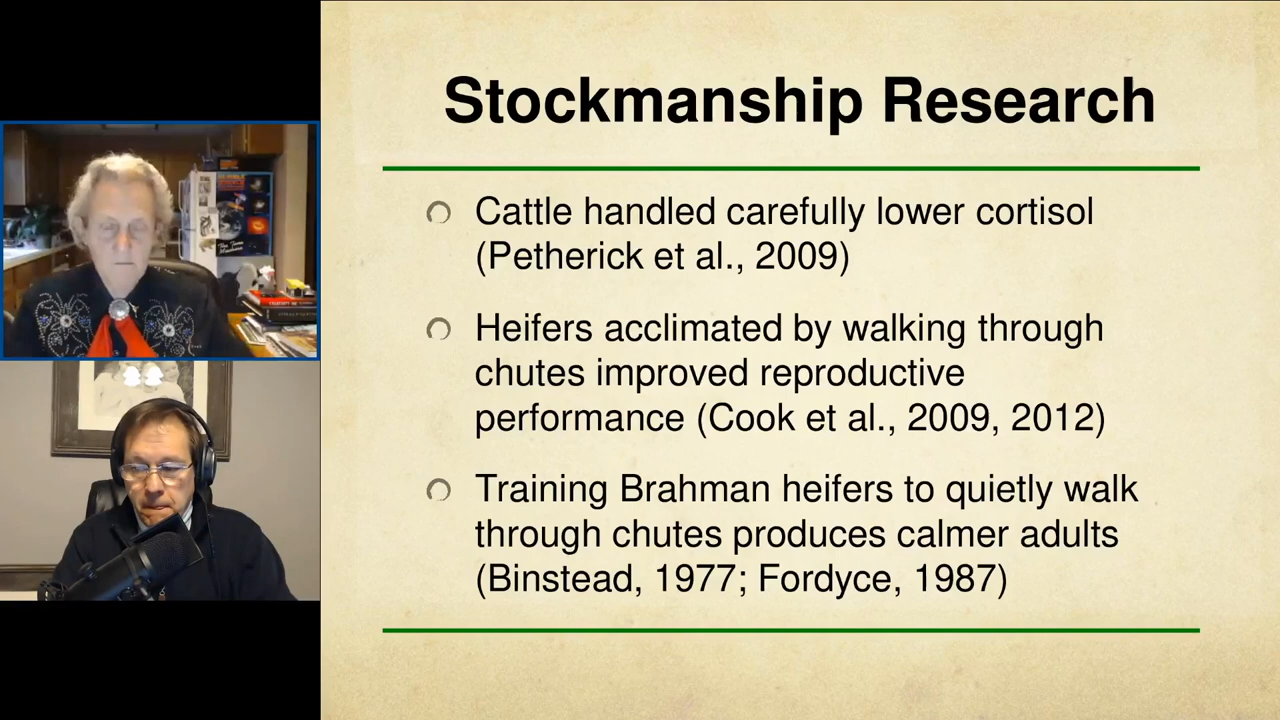 Stockmanship Research
Cattle handled carefully lower cortisol
(Petherick et al., 2009)
Heifers acclimated by walking through
chutes improved reproductive
performance (Cook et al., 2009, 2012)
Training Brahman heifers to quietly walk
through chutes produces calmer adults
(Binstead, 1977; Fordyce, 1987)